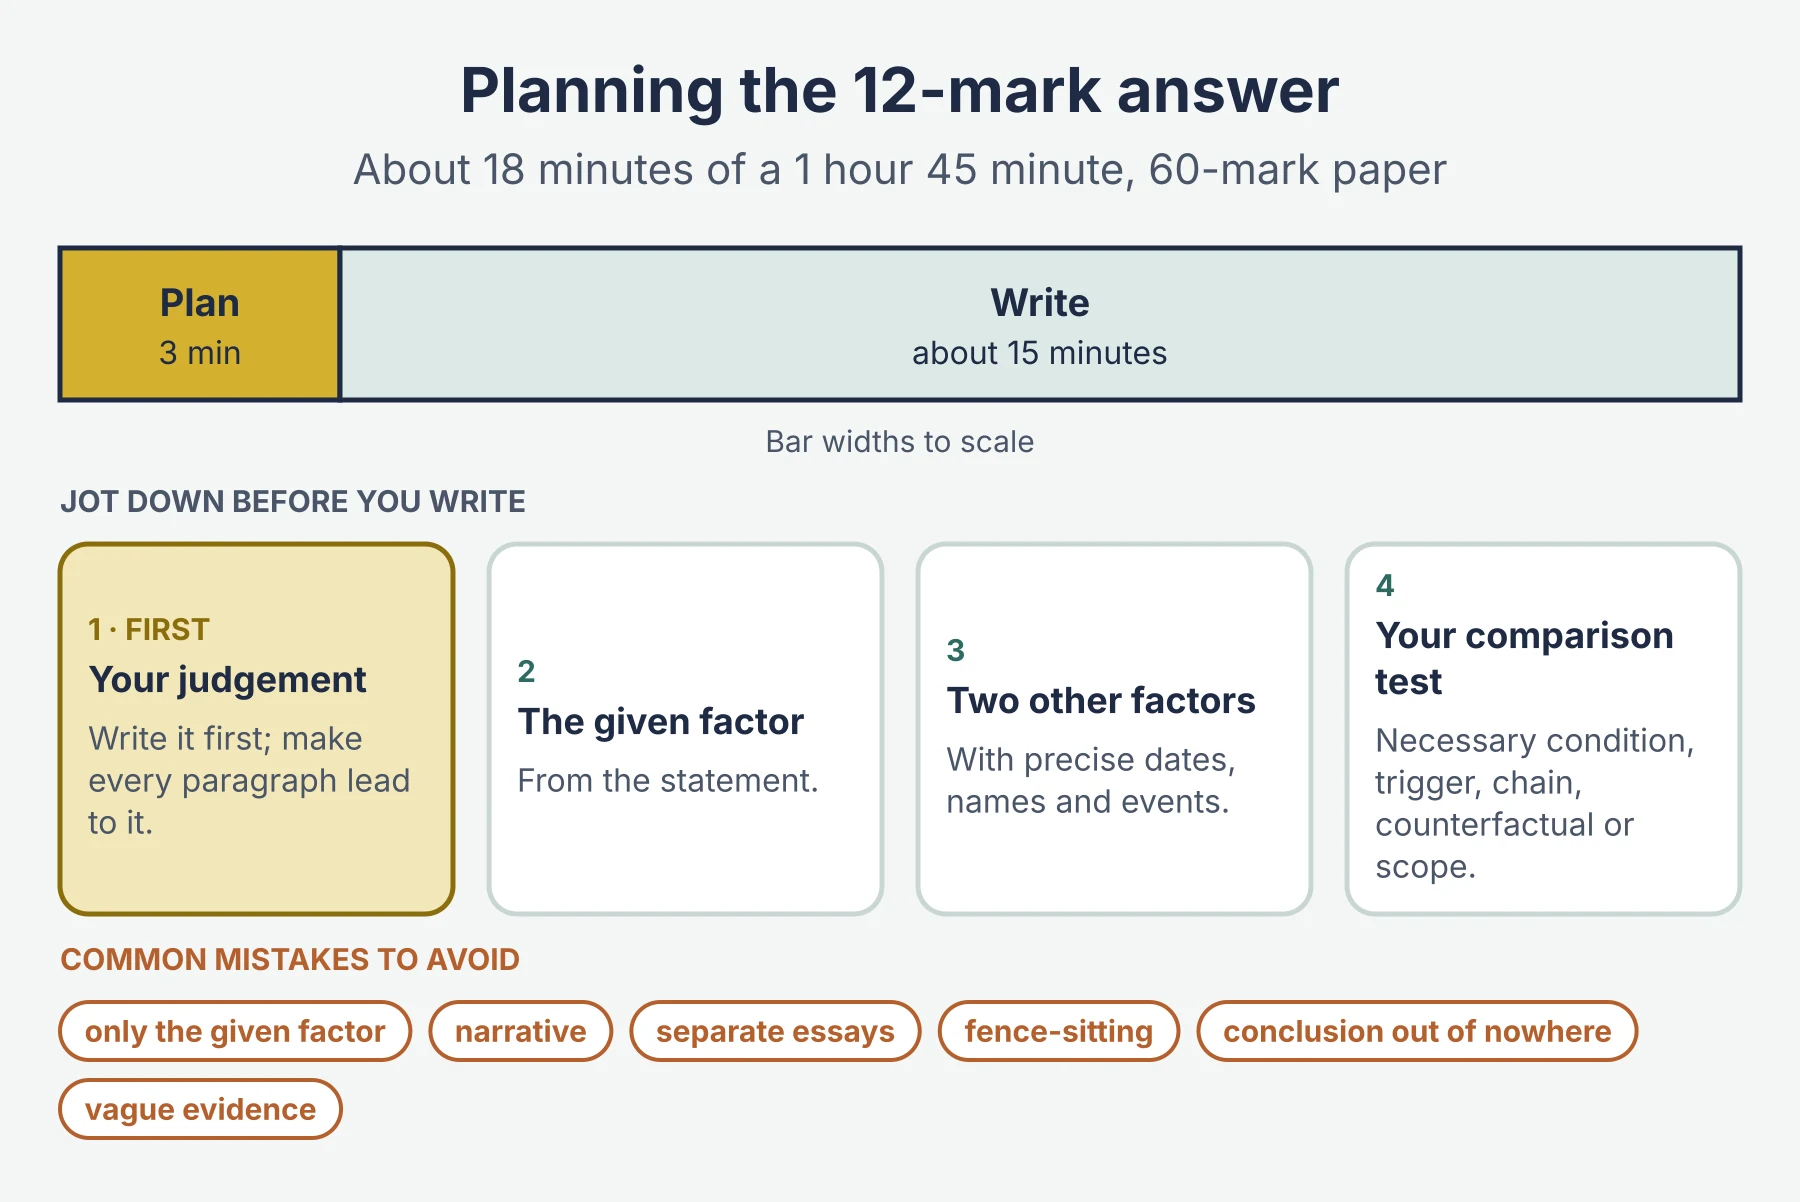 Planning the 12-mark answer
About 18 minutes of a 1 hour 45 minute, 60-mark paper
Plan
3 min
Write
about 15 minutes
Bar widths to scale
JOT DOWN BEFORE YOU WRITE
1 · FIRST
Your judgement
Write it first; make
every paragraph lead
to it.
2
The given factor
From the statement.
3
Two other factors
With precise dates,
names and events.
4
Your comparison
test
Necessary condition,
trigger, chain,
counterfactual or
scope.
COMMON MISTAKES TO AVOID
only the given factor
narrative
separate essays
fence-sitting
conclusion out of nowhere
vague evidence